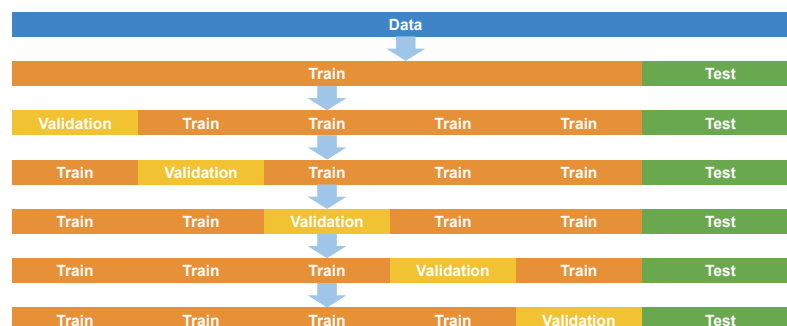 Data
Train Test
Validation Train Train Train Train Test
Train Validation Train Train Train Test
Train Train Validation Train Train Test
Train Train Train Validation Train Test
Train Train Train Train Validation Test